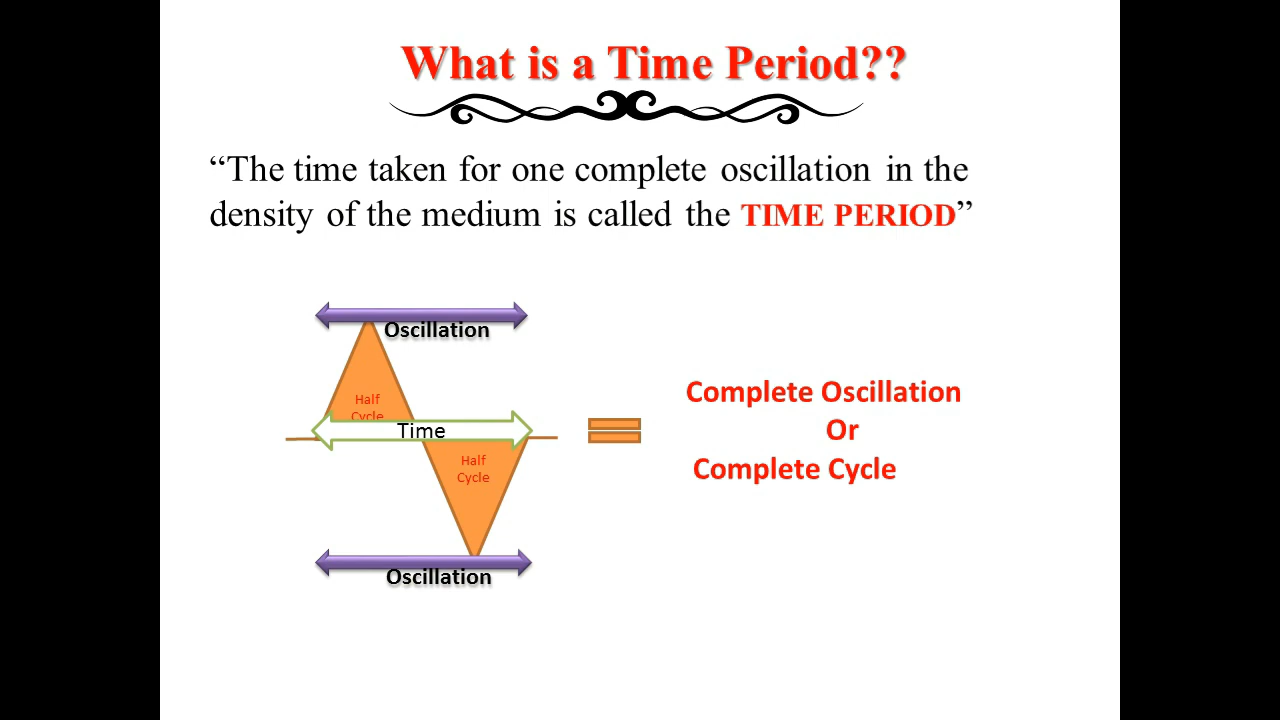 What is a Time Period??
“The time taken for one complete oscillation in the
density of the medium is called the TIME PERIOD”
Oscillation
Half
Cycle
Time
Half
Cycle
Oscillation
Complete Oscillation
Or
Complete Cycle